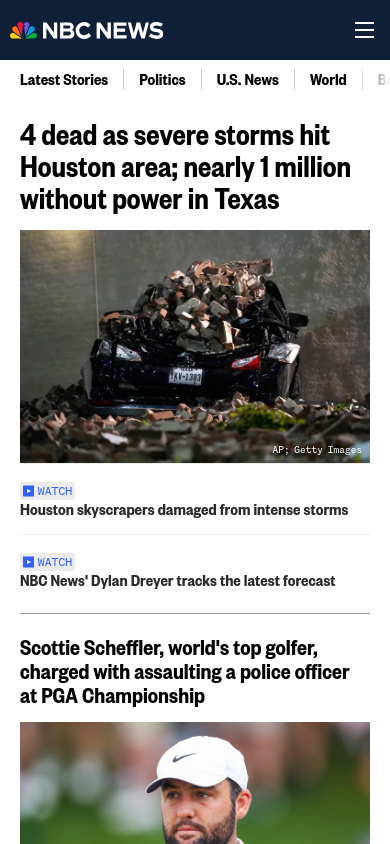 NBC NEWS
Latest Stories
Politics
U.S. News
World
4 dead as severe storms hit
Houston area; nearly 1 million
without power in Texas
AP; Getty Images
WATCH
Houston skyscrapers damaged from intense storms
WATCH
NBC News' Dylan Dreyer tracks the latest forecast
Scottie Scheffler, world's top golfer,
charged with assaulting a police officer
at PGA Championship